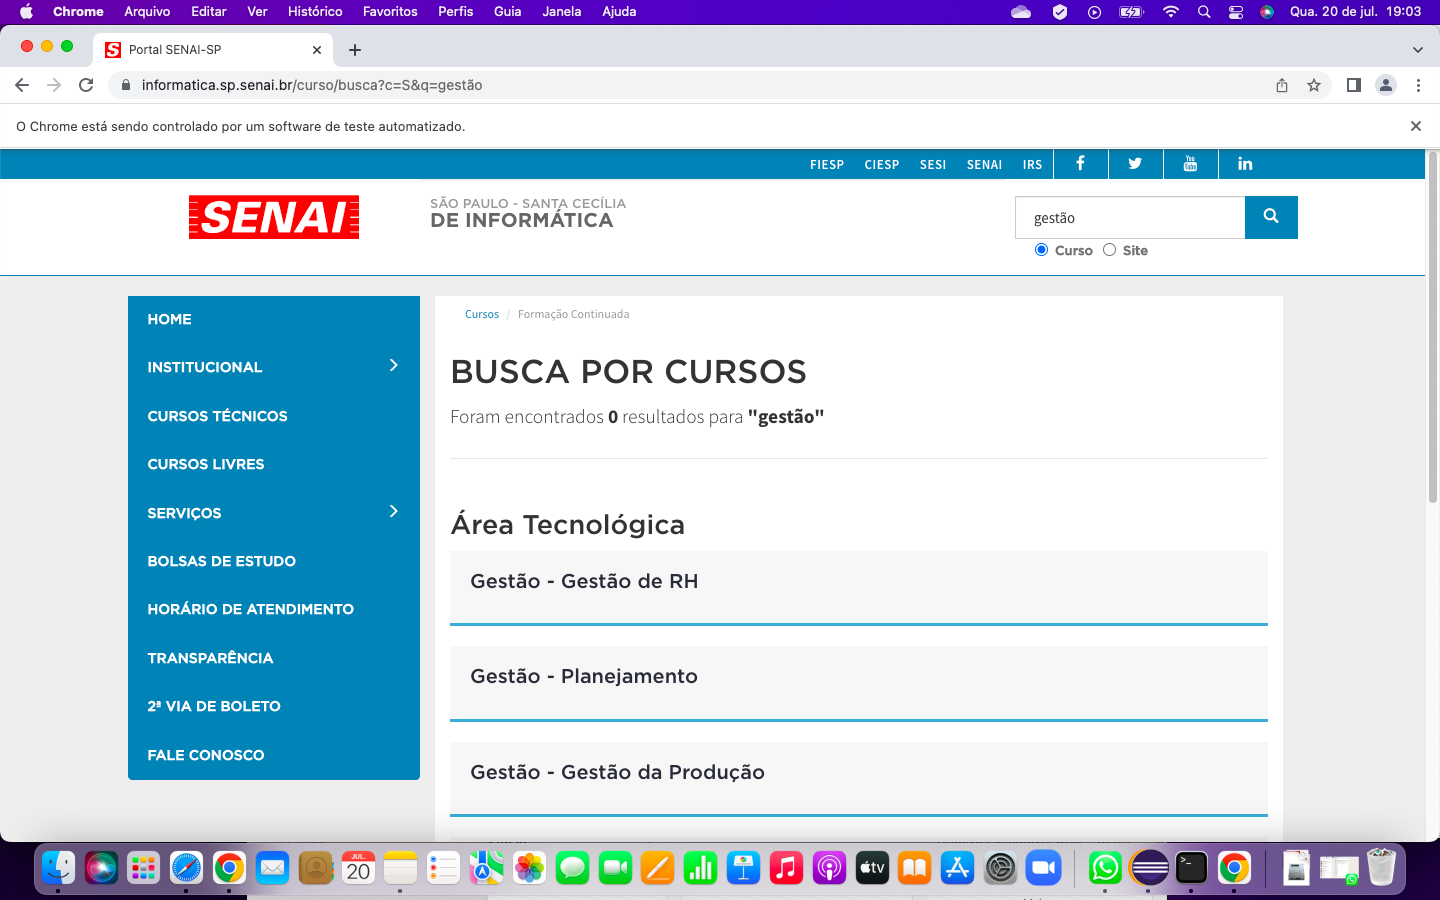 Chrome Arquivo Editar Ver Histórico Favoritos Perfis Guia Janela Ajuda Qua. 20 de jul. 19:03
Portal SENAI-SP
informatica.sp.senai.br/curso/busca?c=S&q=gestão
O Chrome está sendo controlado por um software de teste automatizado.
FIESP CIESP SESI SENAI IRS
SENAI
SÃO PAULO - SANTA CECÍLIA
DE INFORMÁTICA
gestão
Curso Site
HOME
INSTITUCIONAL
CURSOS TÉCNICOS
CURSOS LIVRES
SERVIÇOS
BOLSAS DE ESTUDO
HORÁRIO DE ATENDIMENTO
TRANSPARÊNCIA
2ª VIA DE BOLETO
FALE CONOSCO
Cursos / Formação Continuada
BUSCA POR CURSOS
Foram encontrados 0 resultados para "gestão"
Área Tecnológica
Gestão - Gestão de RH
Gestão - Planejamento
Gestão - Gestão da Produção
JUL.
20
tv